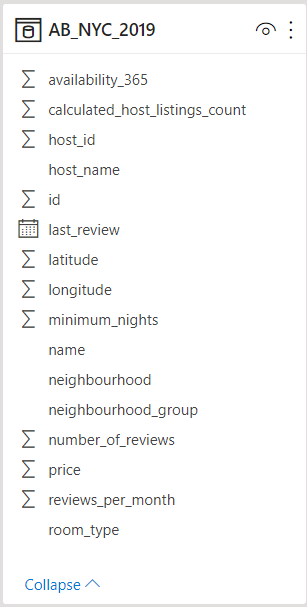 AB_NYC_2019
availability_365
calculated_host_listings_count
host_id
host_name
id
last_review
latitude
longitude
minimum_nights
name
neighbourhood
neighbourhood_group
number_of_reviews
price
reviews_per_month
room_type
Collapse